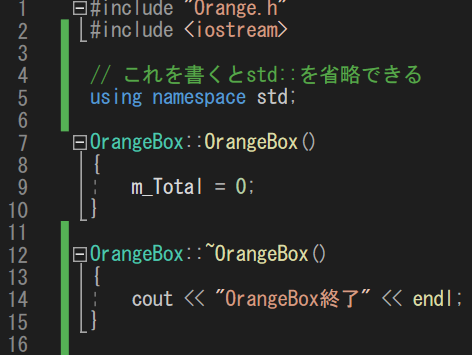 1 #include "Orange.h"
2 #include <iostream>
3
4 // これを書くとstd::を省略できる
5 using namespace std;
6
7 OrangeBox::OrangeBox()
8 {
9 m_Total = 0;
10 }
11
12 OrangeBox::~OrangeBox()
13 {
14 cout << "OrangeBox終了" << endl;
15 }
16